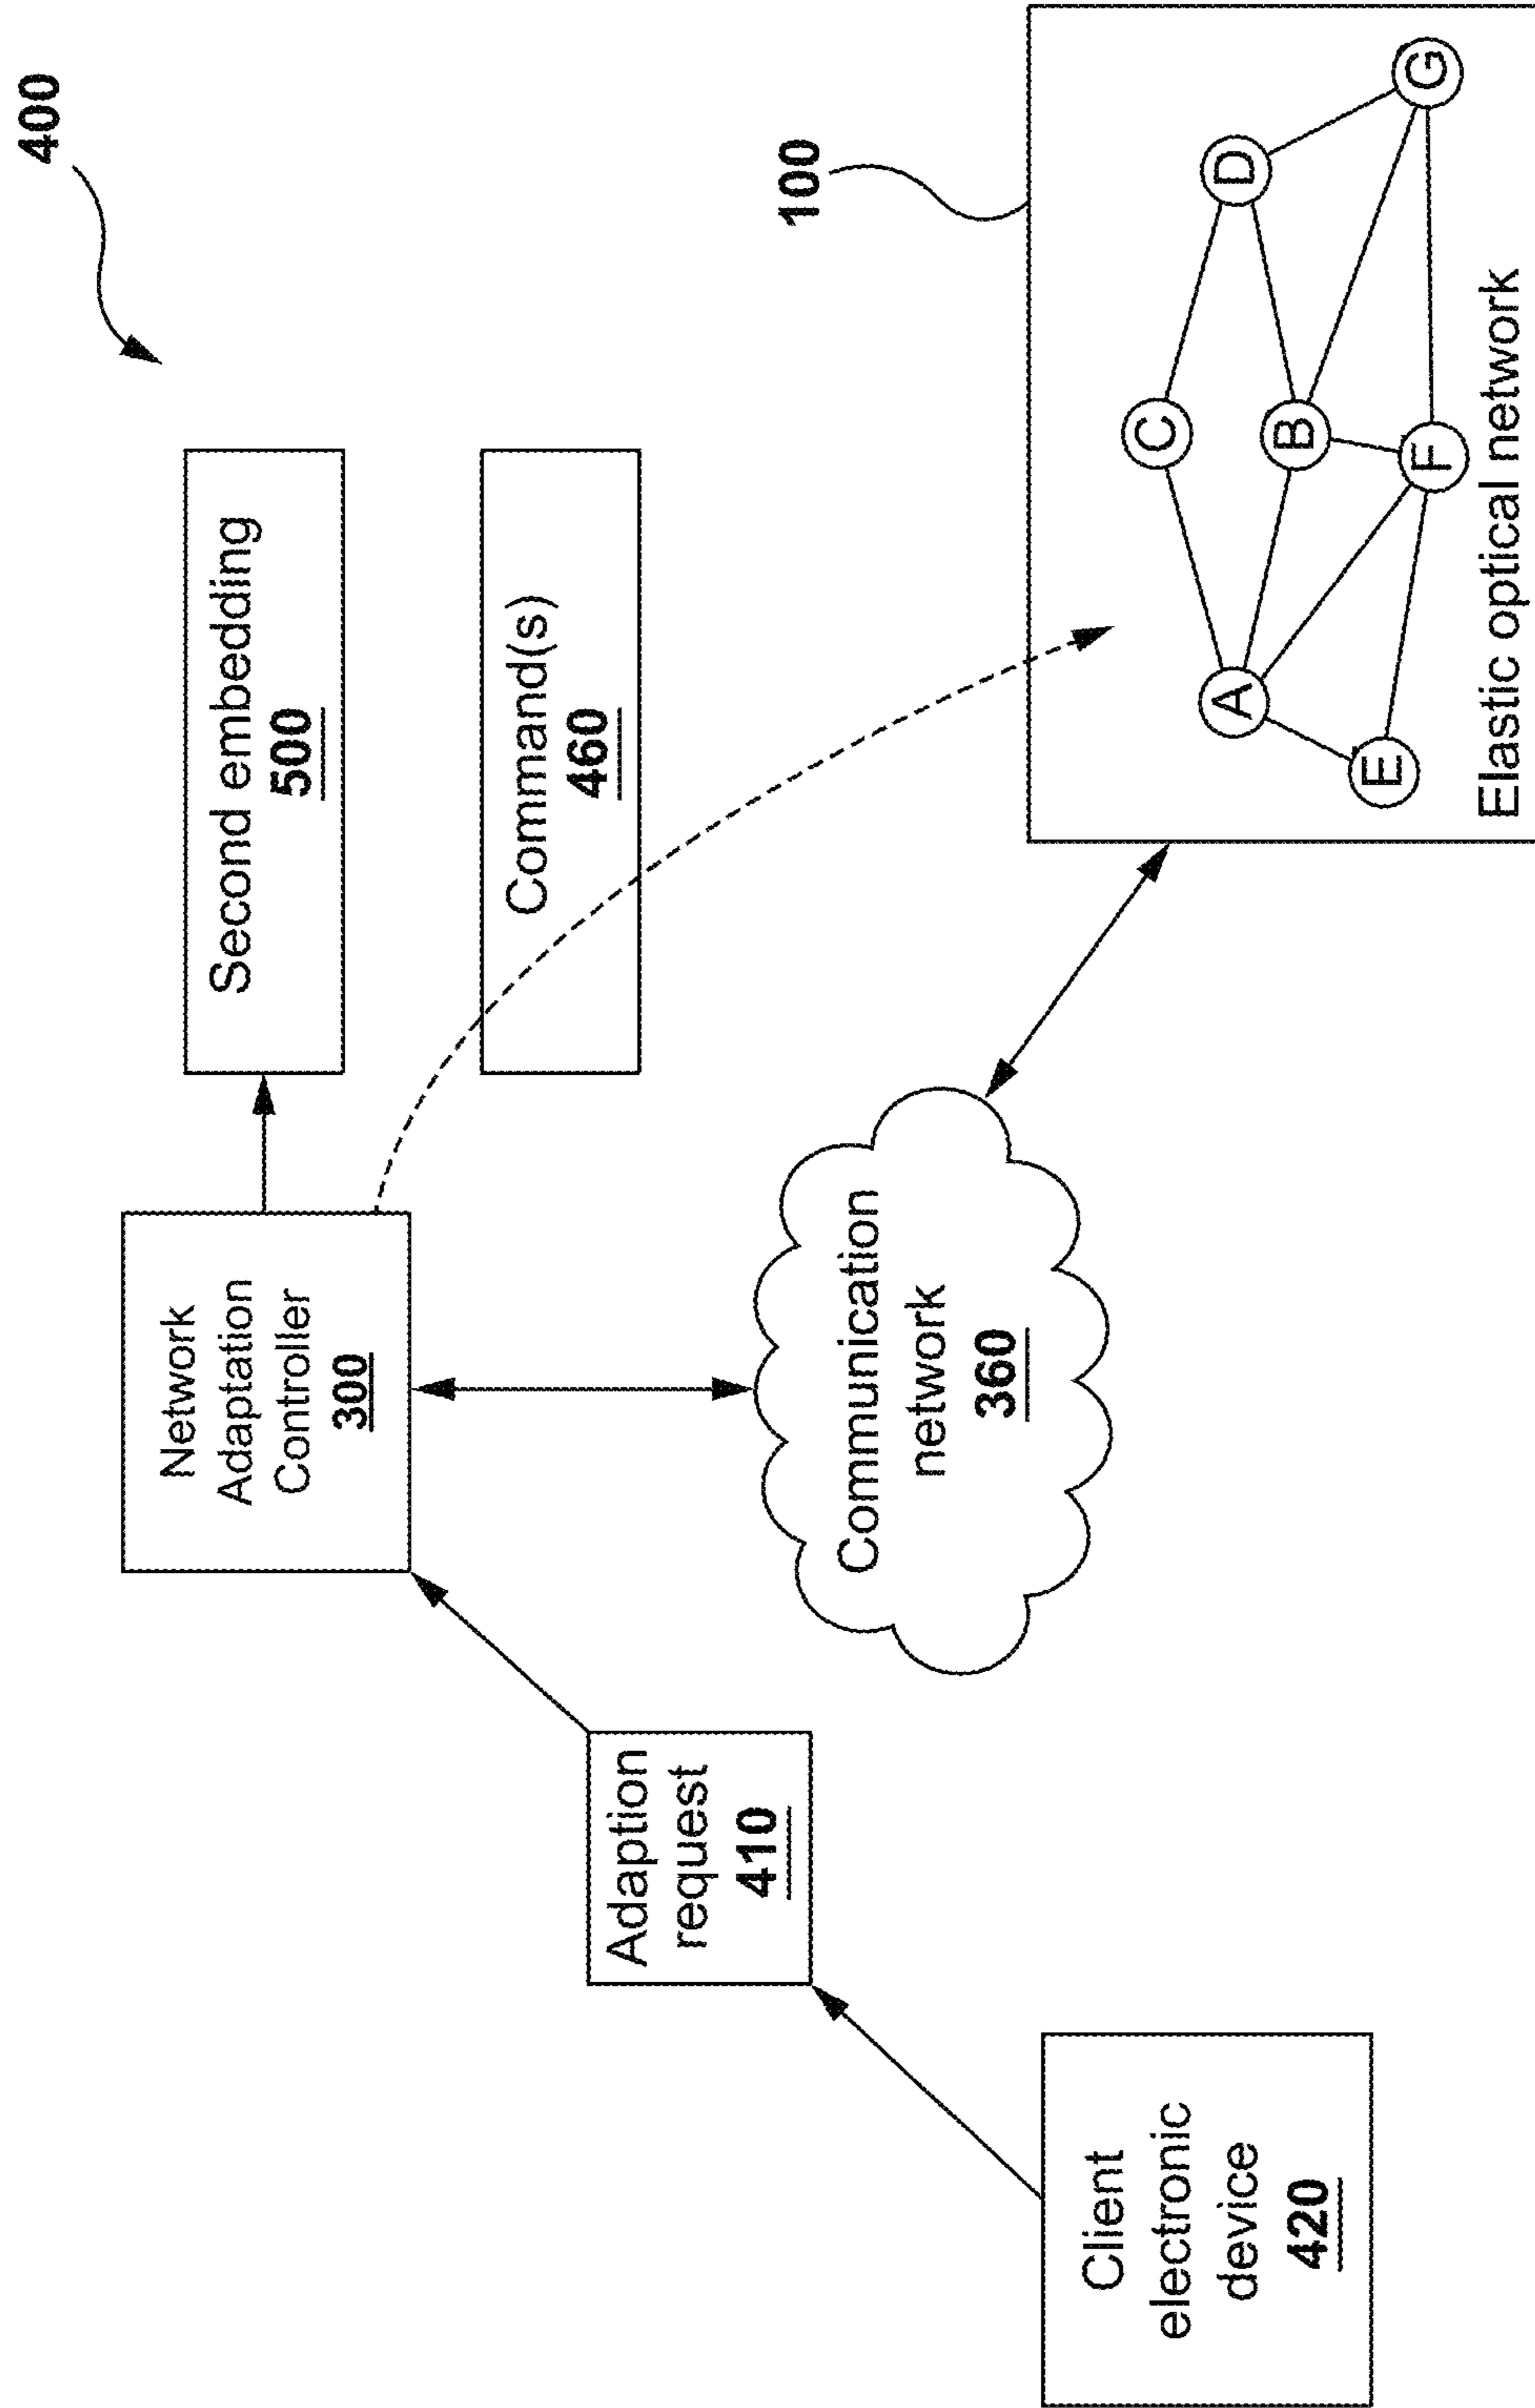 400
Network
Adaptation
Controller
300
Second embedding
500
Command(s)
460
Adaption
request
410
Communication
network
360
100
Client
electronic
device
420
C
D
A
B
G
E
F
Elastic optical network